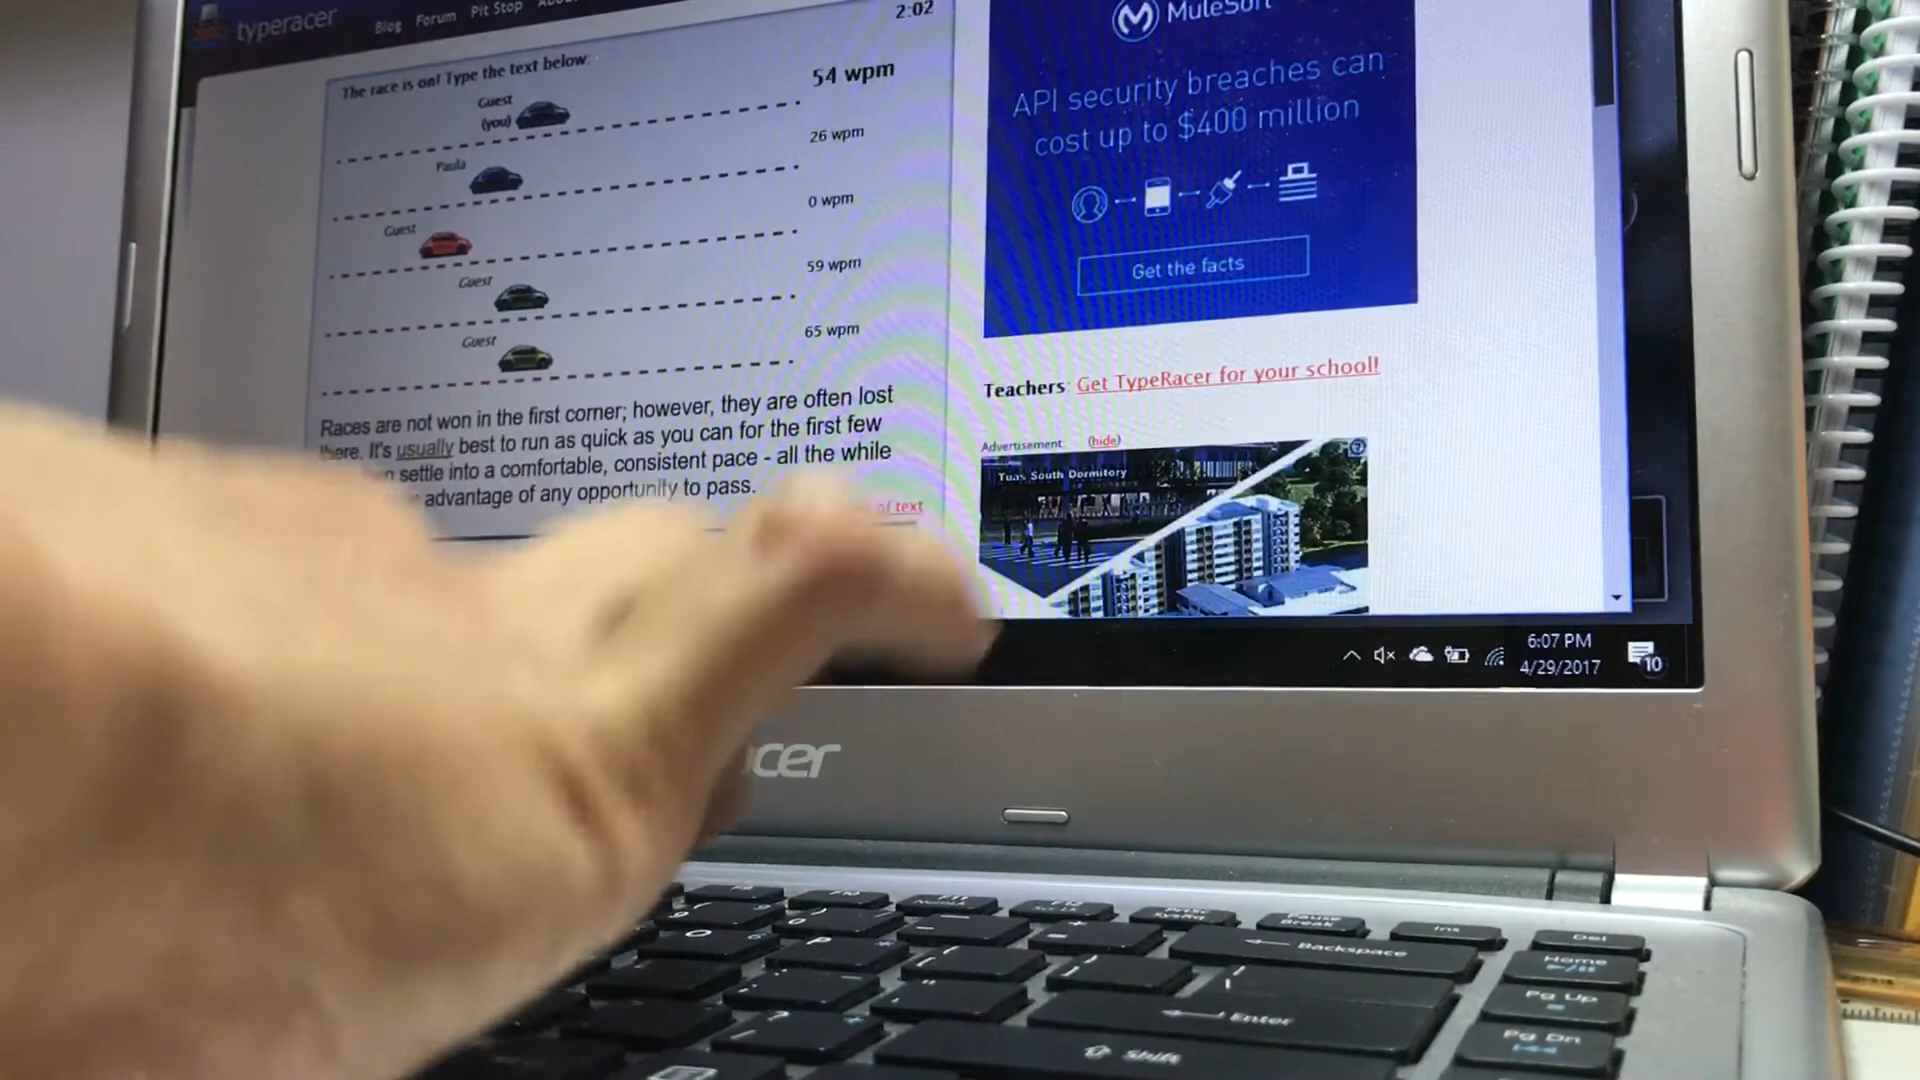 typeracer
Blog Forum Pit Stop
2:02
The race is on! Type the text below:
54 wpm
Guest
(you)
26 wpm
Paula
0 wpm
Guest
59 wpm
Guest
65 wpm
Guest
Races are not won in the first corner; however, they are often lost
there. It's usually best to run as quick as you can for the first few
settle into a comfortable, consistent pace - all the while
advantage of any opportunity to pass.
of text
MuleSoft
API security breaches can
cost up to $400 million
Get the facts
Teachers: Get TypeRacer for your school!
Advertisement: (hide)
Tuas South Dormitory
6:07 PM
4/29/2017
10
cer
Pause
Break
Ins
Del
Backspace
Home
Pg Up
Enter
Pg Dn
Shift
O
P